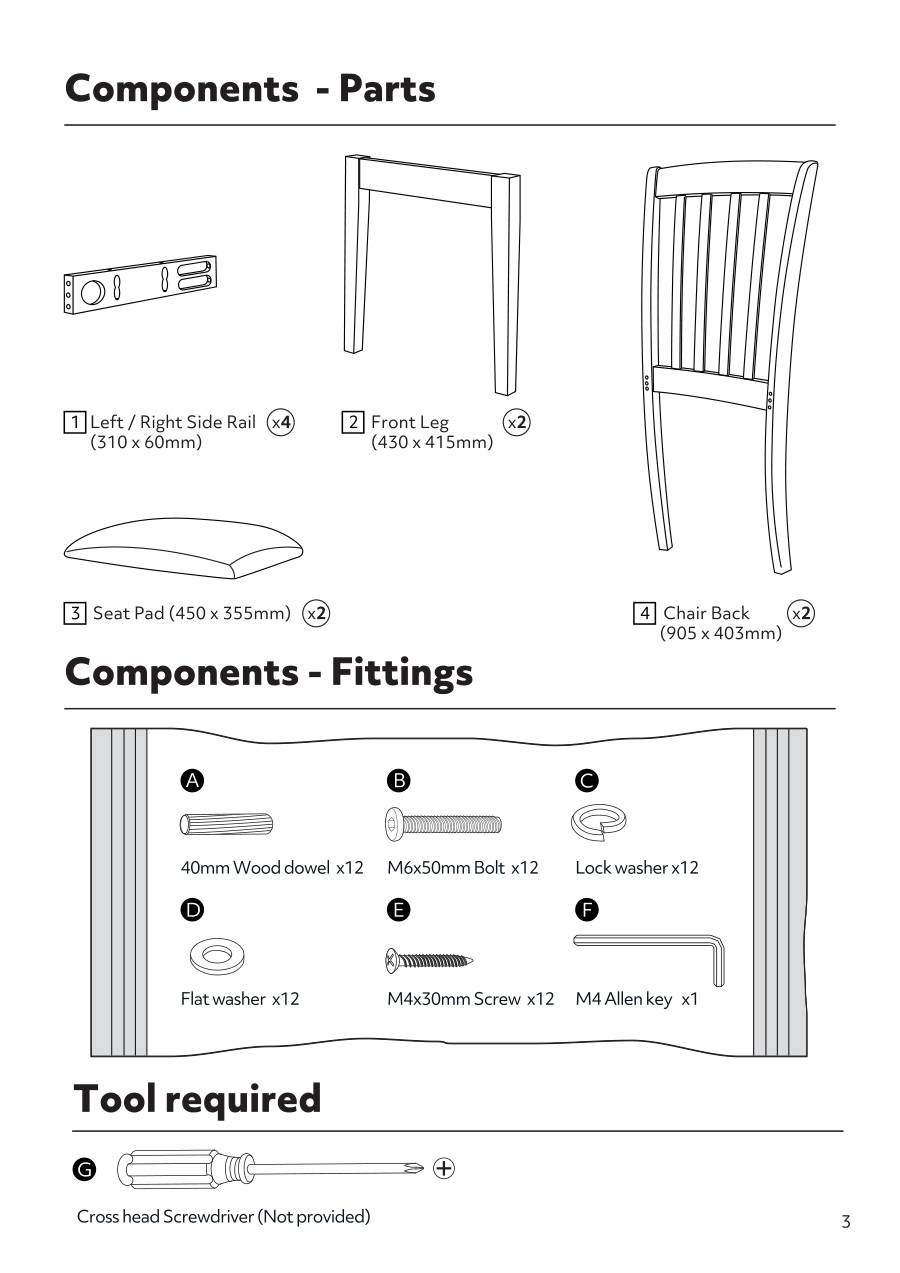 Components - Parts
1 Left / Right Side Rail x4
(310 x 60mm)
2 Front Leg x2
(430 x 415mm)
3 Seat Pad (450 x 355mm) x2
4 Chair Back x2
(905 x 403mm)
Components - Fittings
A
B
C
40mm Wood dowel x12
M6x50mm Bolt x12
Lock washer x12
D
E
F
Flat washer x12
M4x30mm Screw x12
M4 Allen key x1
Tool required
G
Cross head Screwdriver (Not provided)
3